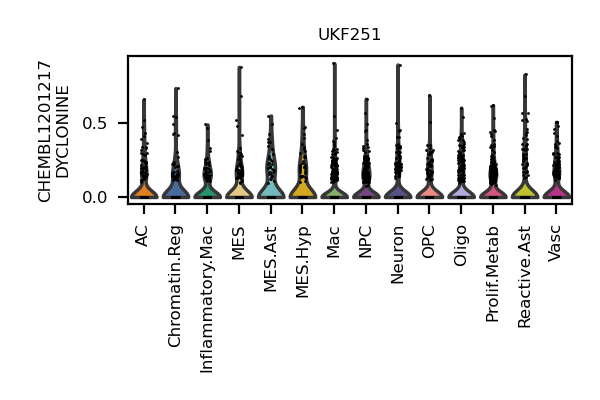 UKF251
CHEMBL1201217
DYCLONINE
0.5
0.0
AC
Chromatin.Reg
Inflammatory.Mac
MES
MES.Ast
MES.Hyp
Mac
NPC
Neuron
OPC
Oligo
Prolif.Metab
Reactive.Ast
Vasc